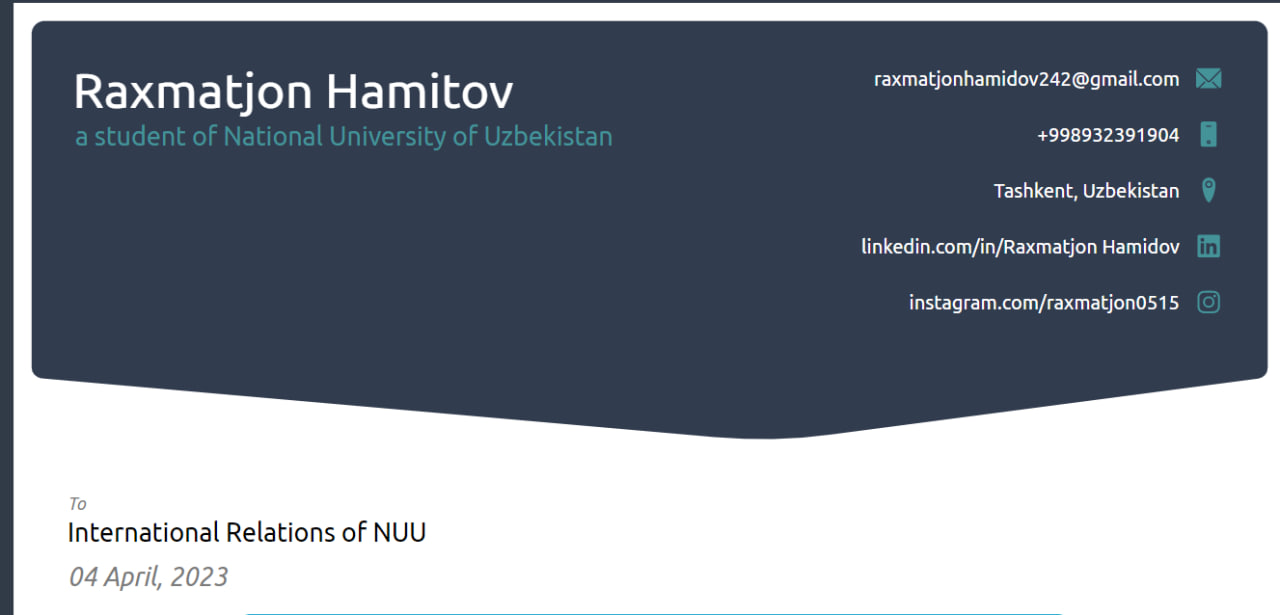 Raxmatjon Hamitov
a student of National University of Uzbekistan
raxmatjonhamidov242@gmail.com
+998932391904
Tashkent, Uzbekistan
linkedin.com/in/Raxmatjon Hamidov
instagram.com/raxmatjon0515
To
International Relations of NUU
04 April, 2023